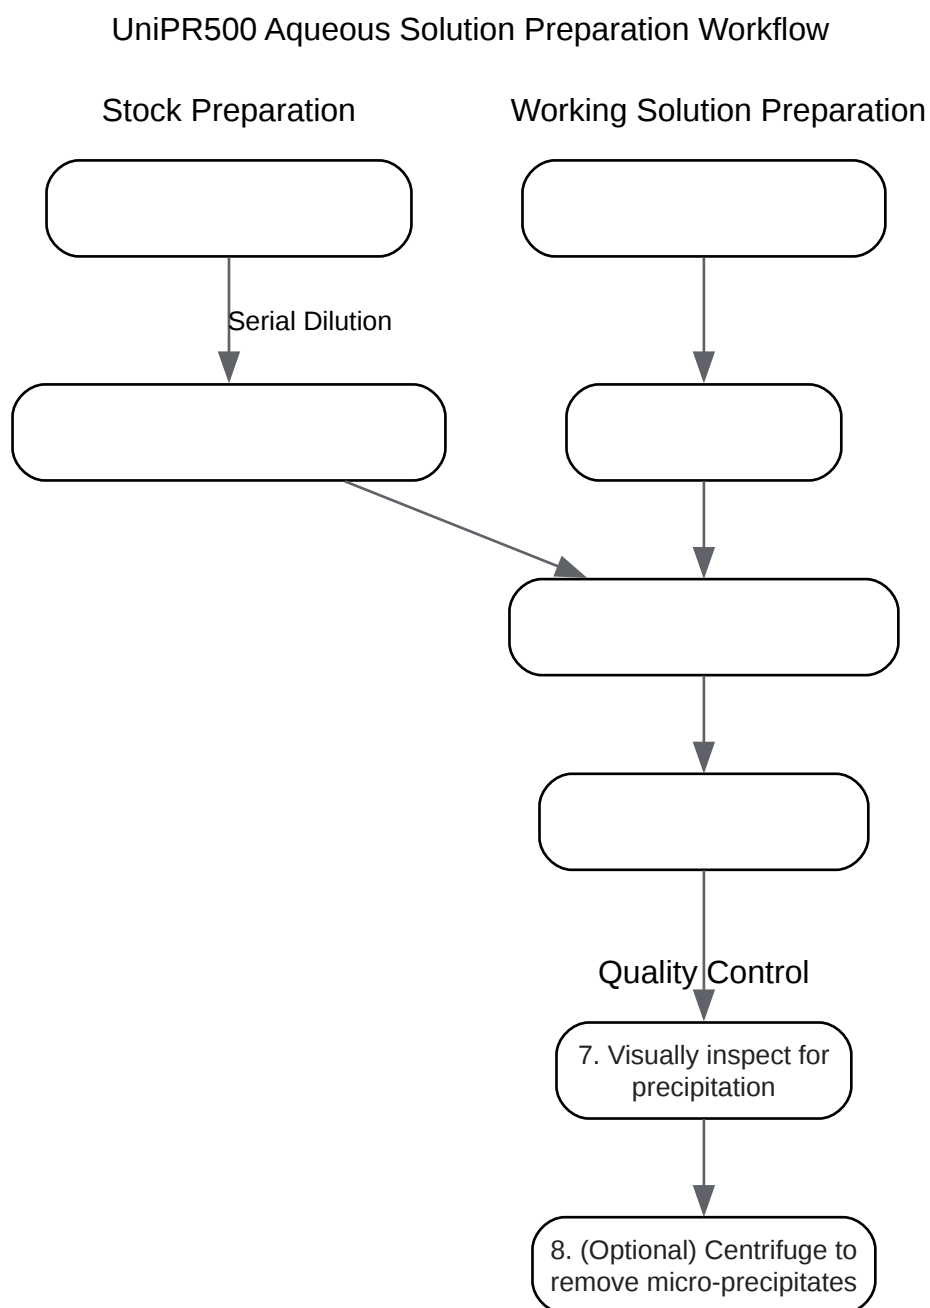 UniPR500 Aqueous Solution Preparation Workflow
Stock Preparation
Working Solution Preparation
Serial Dilution
Quality Control
7. Visually inspect for
precipitation
8. (Optional) Centrifuge to
remove micro-precipitates